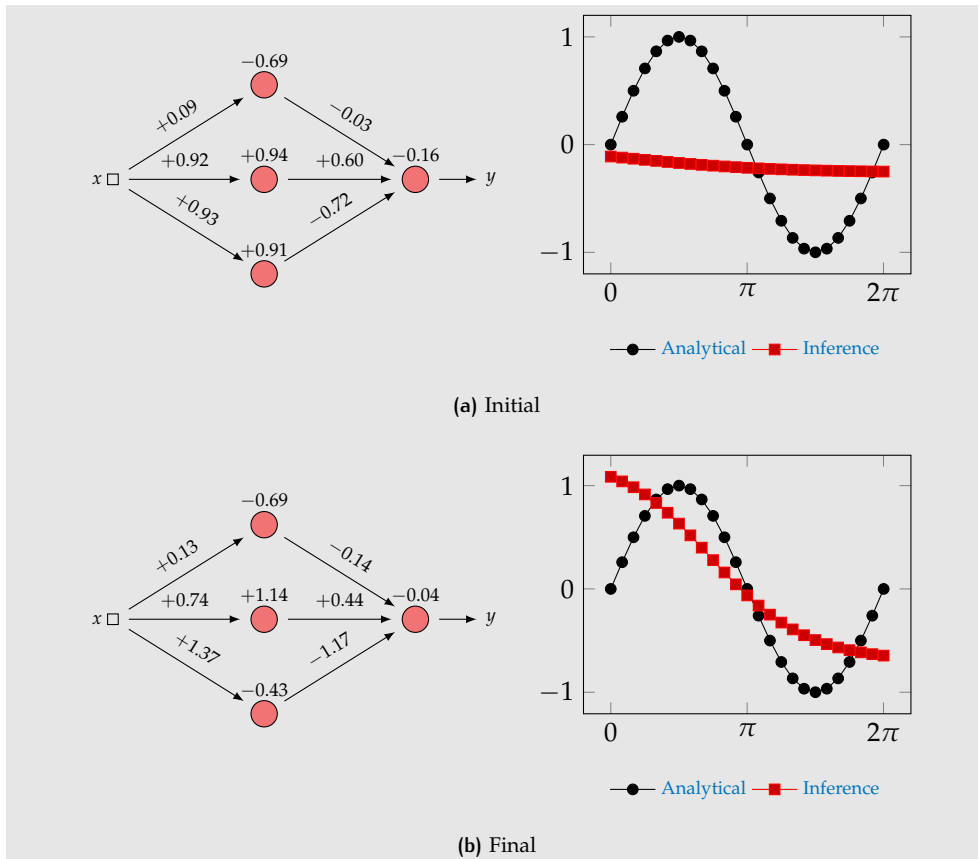 −0.69
+0.09
−0.03
x
+0.92
+0.94
+0.60
−0.16
y
+0.93
−0.72
+0.91
1
0
−1
0
π
2π
Analytical
Inference
(a) Initial
−0.69
+0.13
−0.14
x
+0.74
+1.14
+0.44
−0.04
y
+1.37
−1.17
−0.43
1
0
−1
0
π
2π
Analytical
Inference
(b) Final